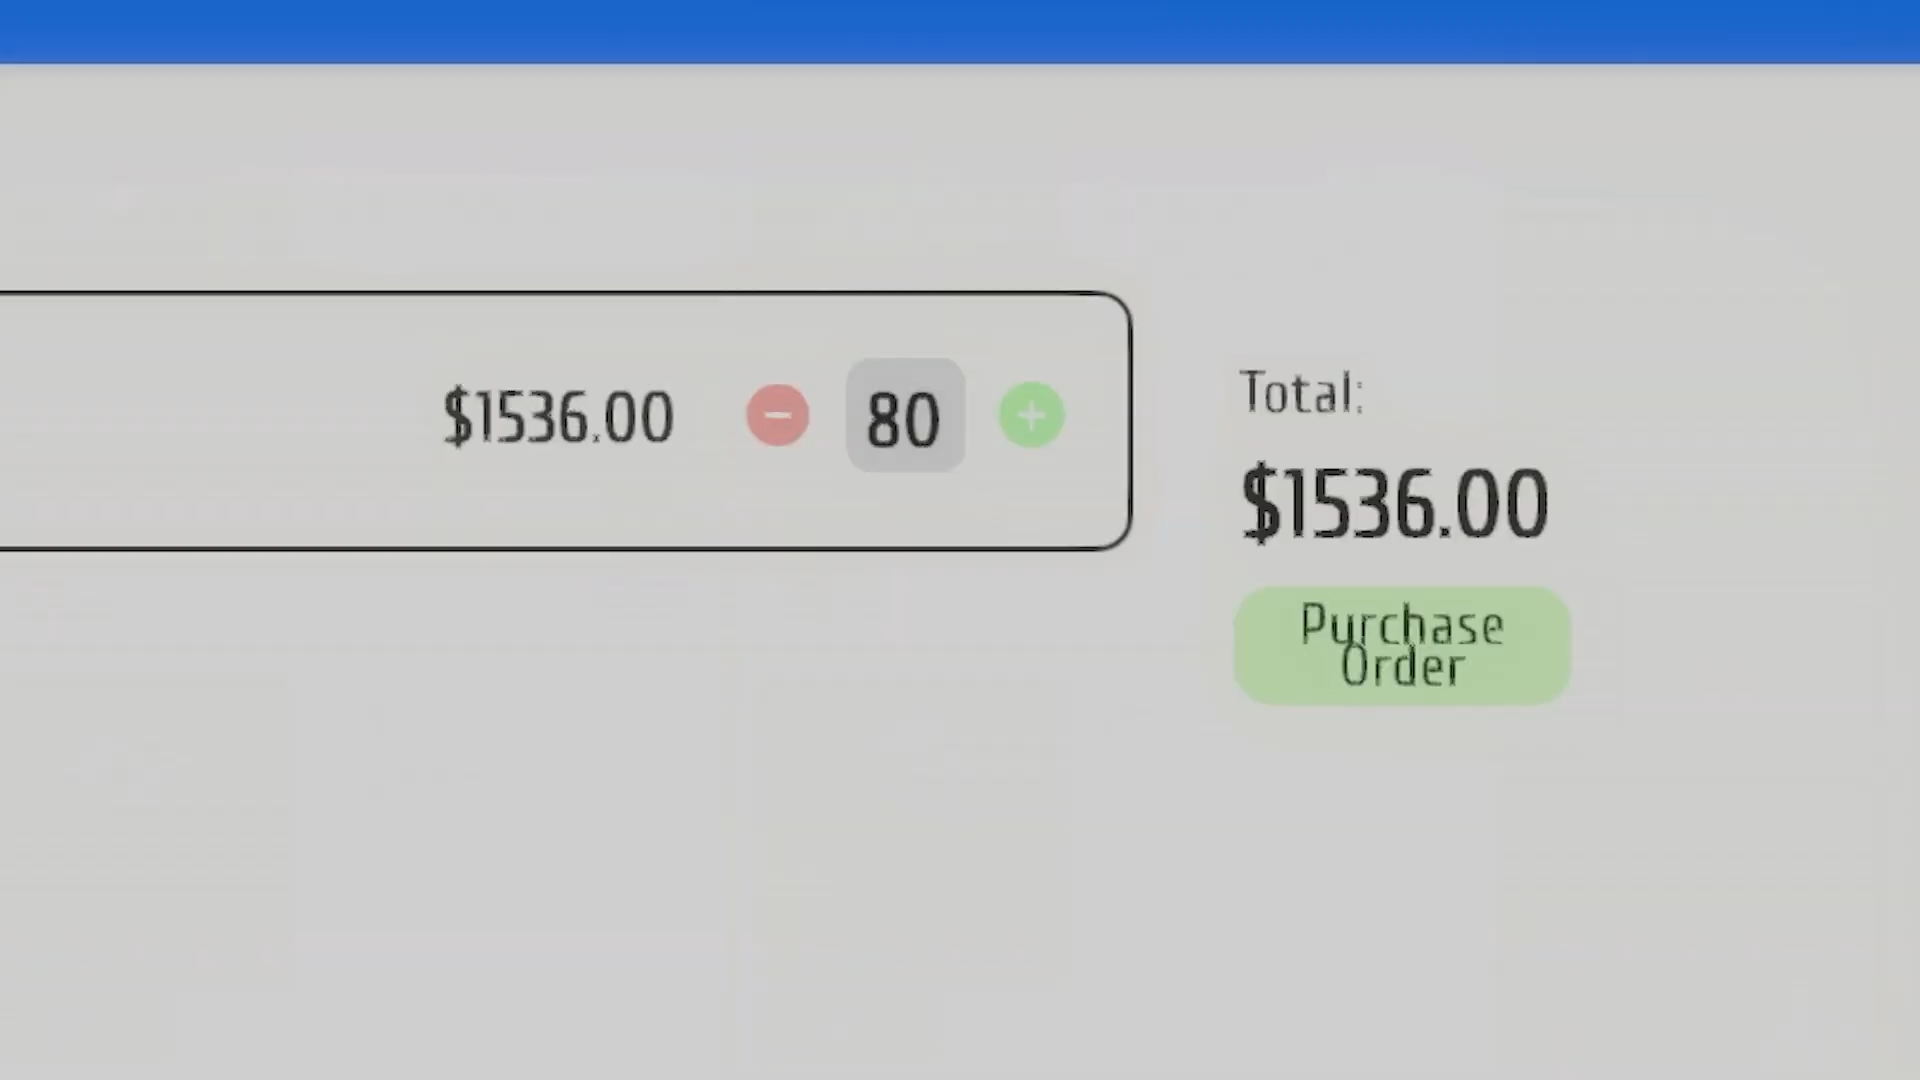 $1536.00 − 80 +
Total:
$1536.00
Purchase
Order